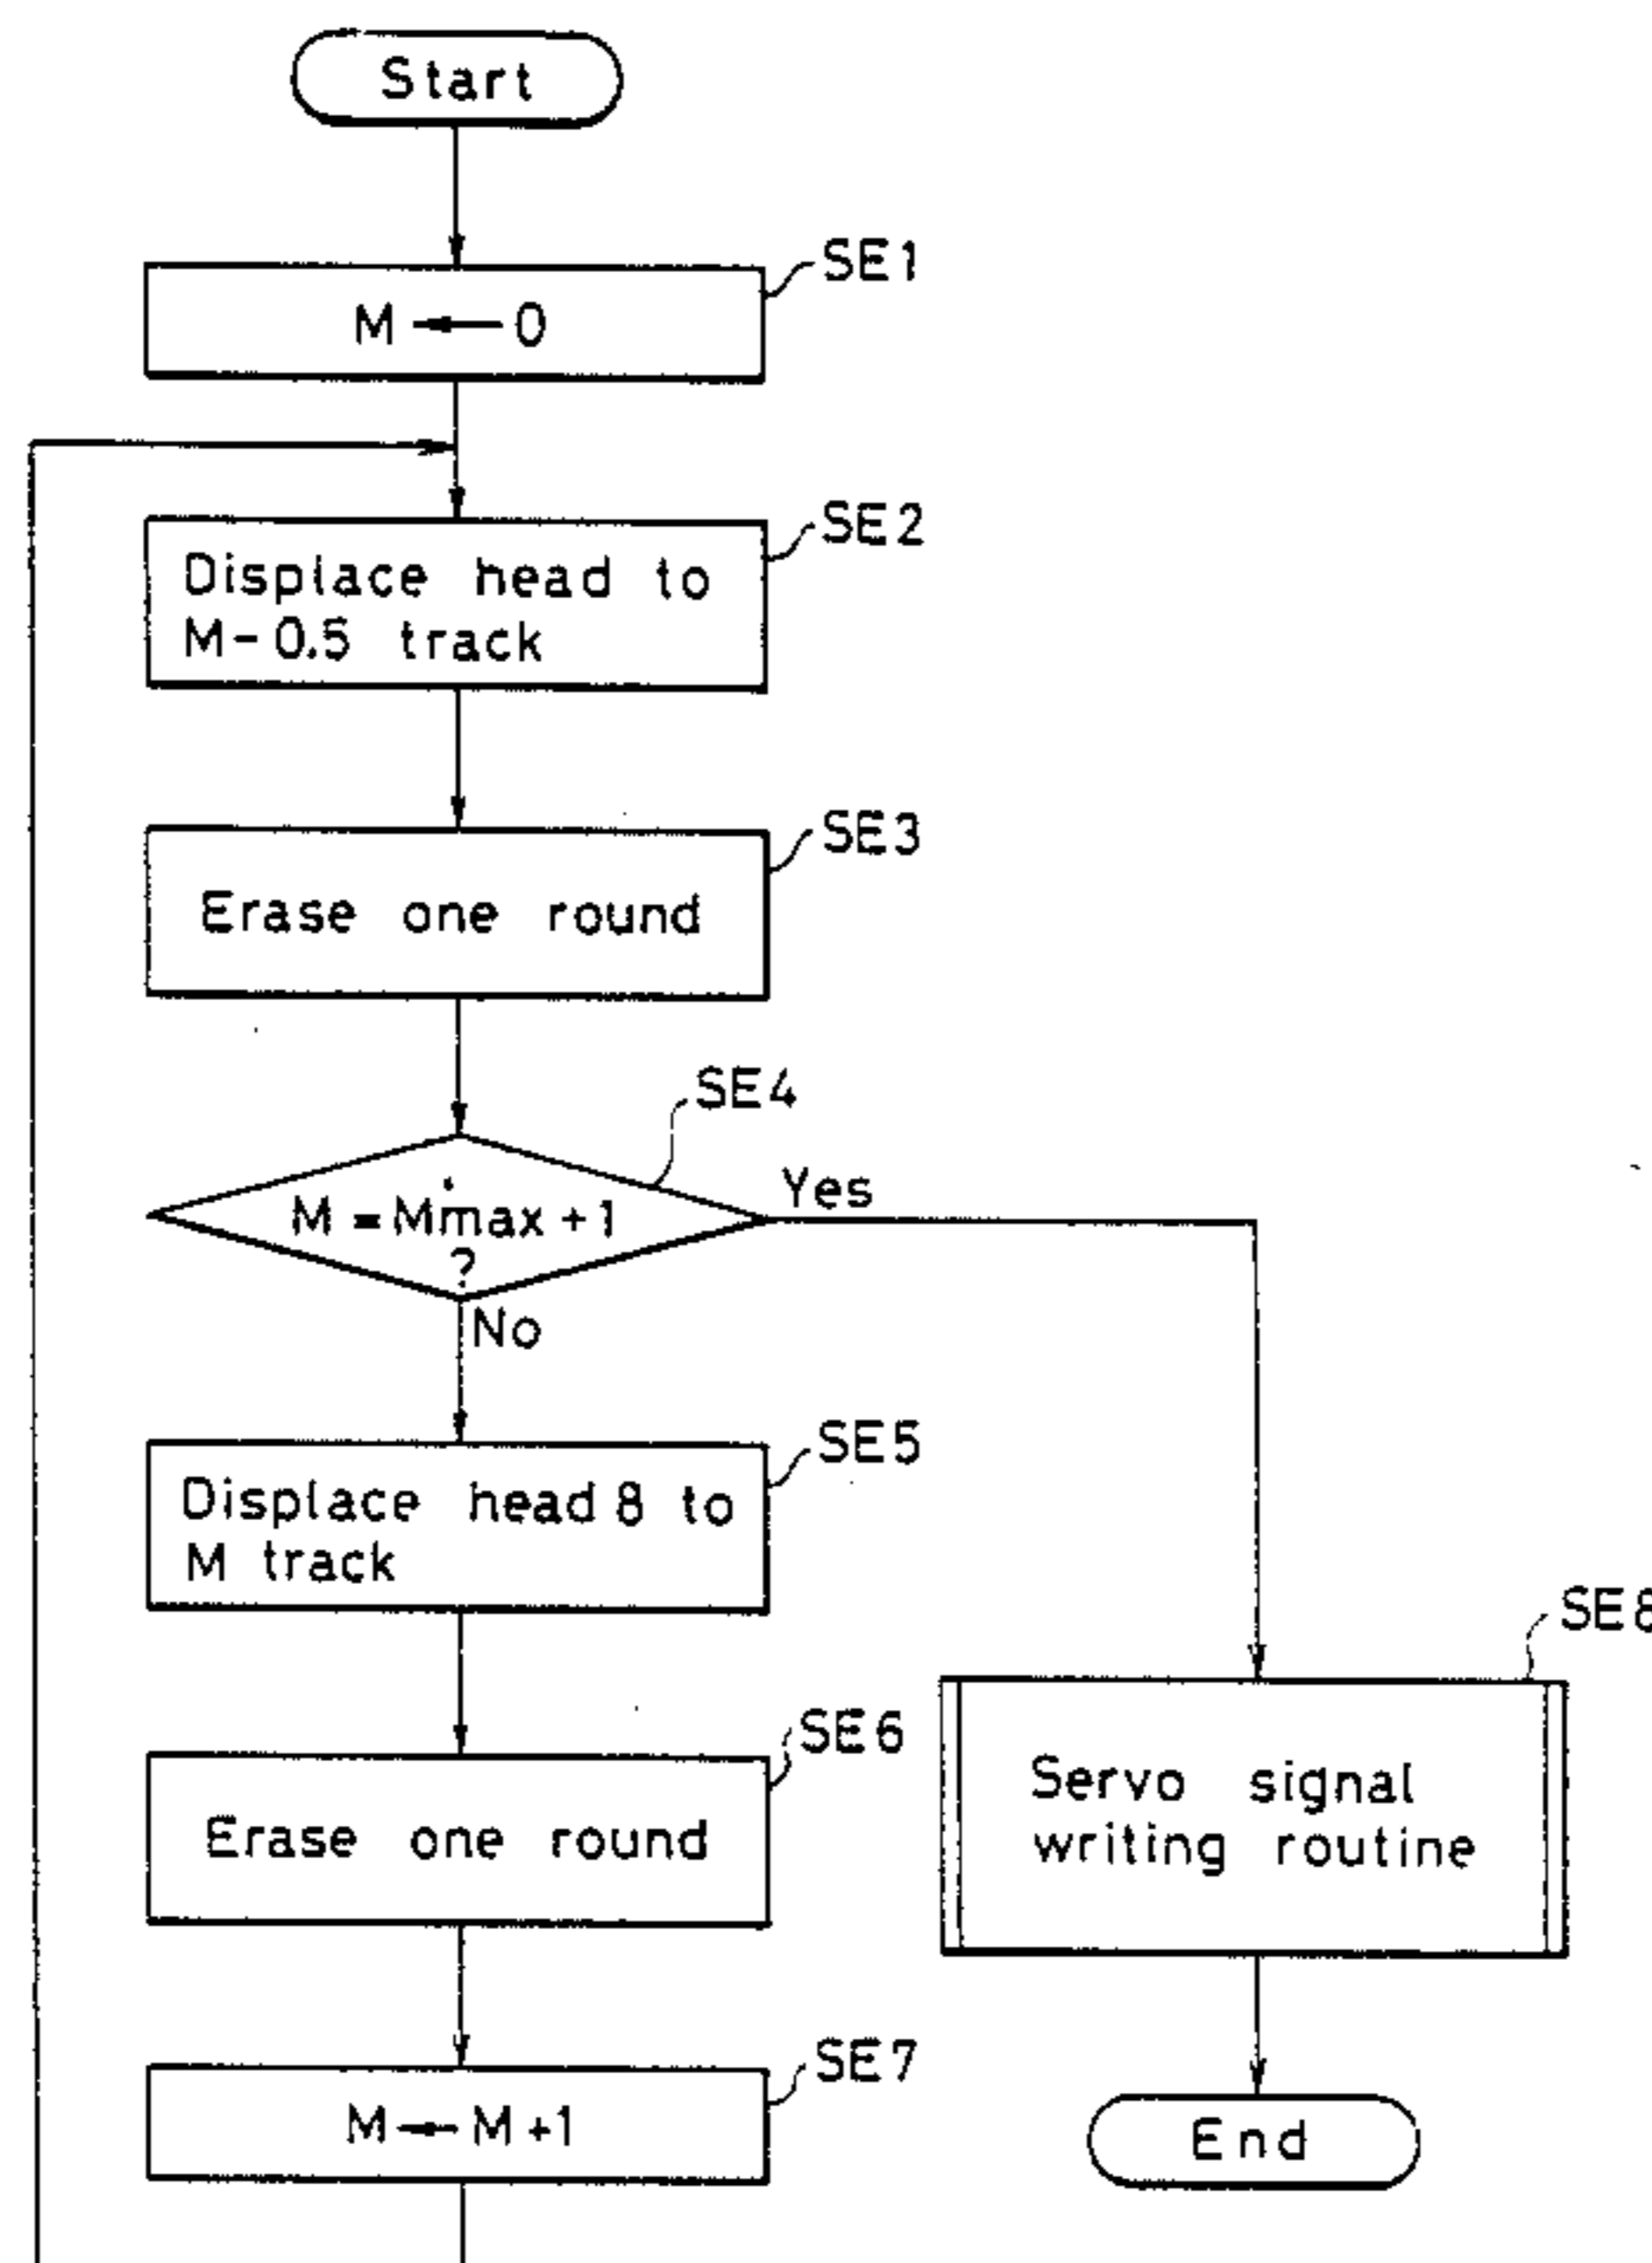 Start
SE1
M ← 0
SE2
Displace head to
M-0.5 track
SE3
Erase one round
SE4
M = Mmax + 1
?
Yes
No
SE5
Displace head 8 to
M track
SE6
Erase one round
SE7
M ← M + 1
SE8
Servo signal
writing routine
End